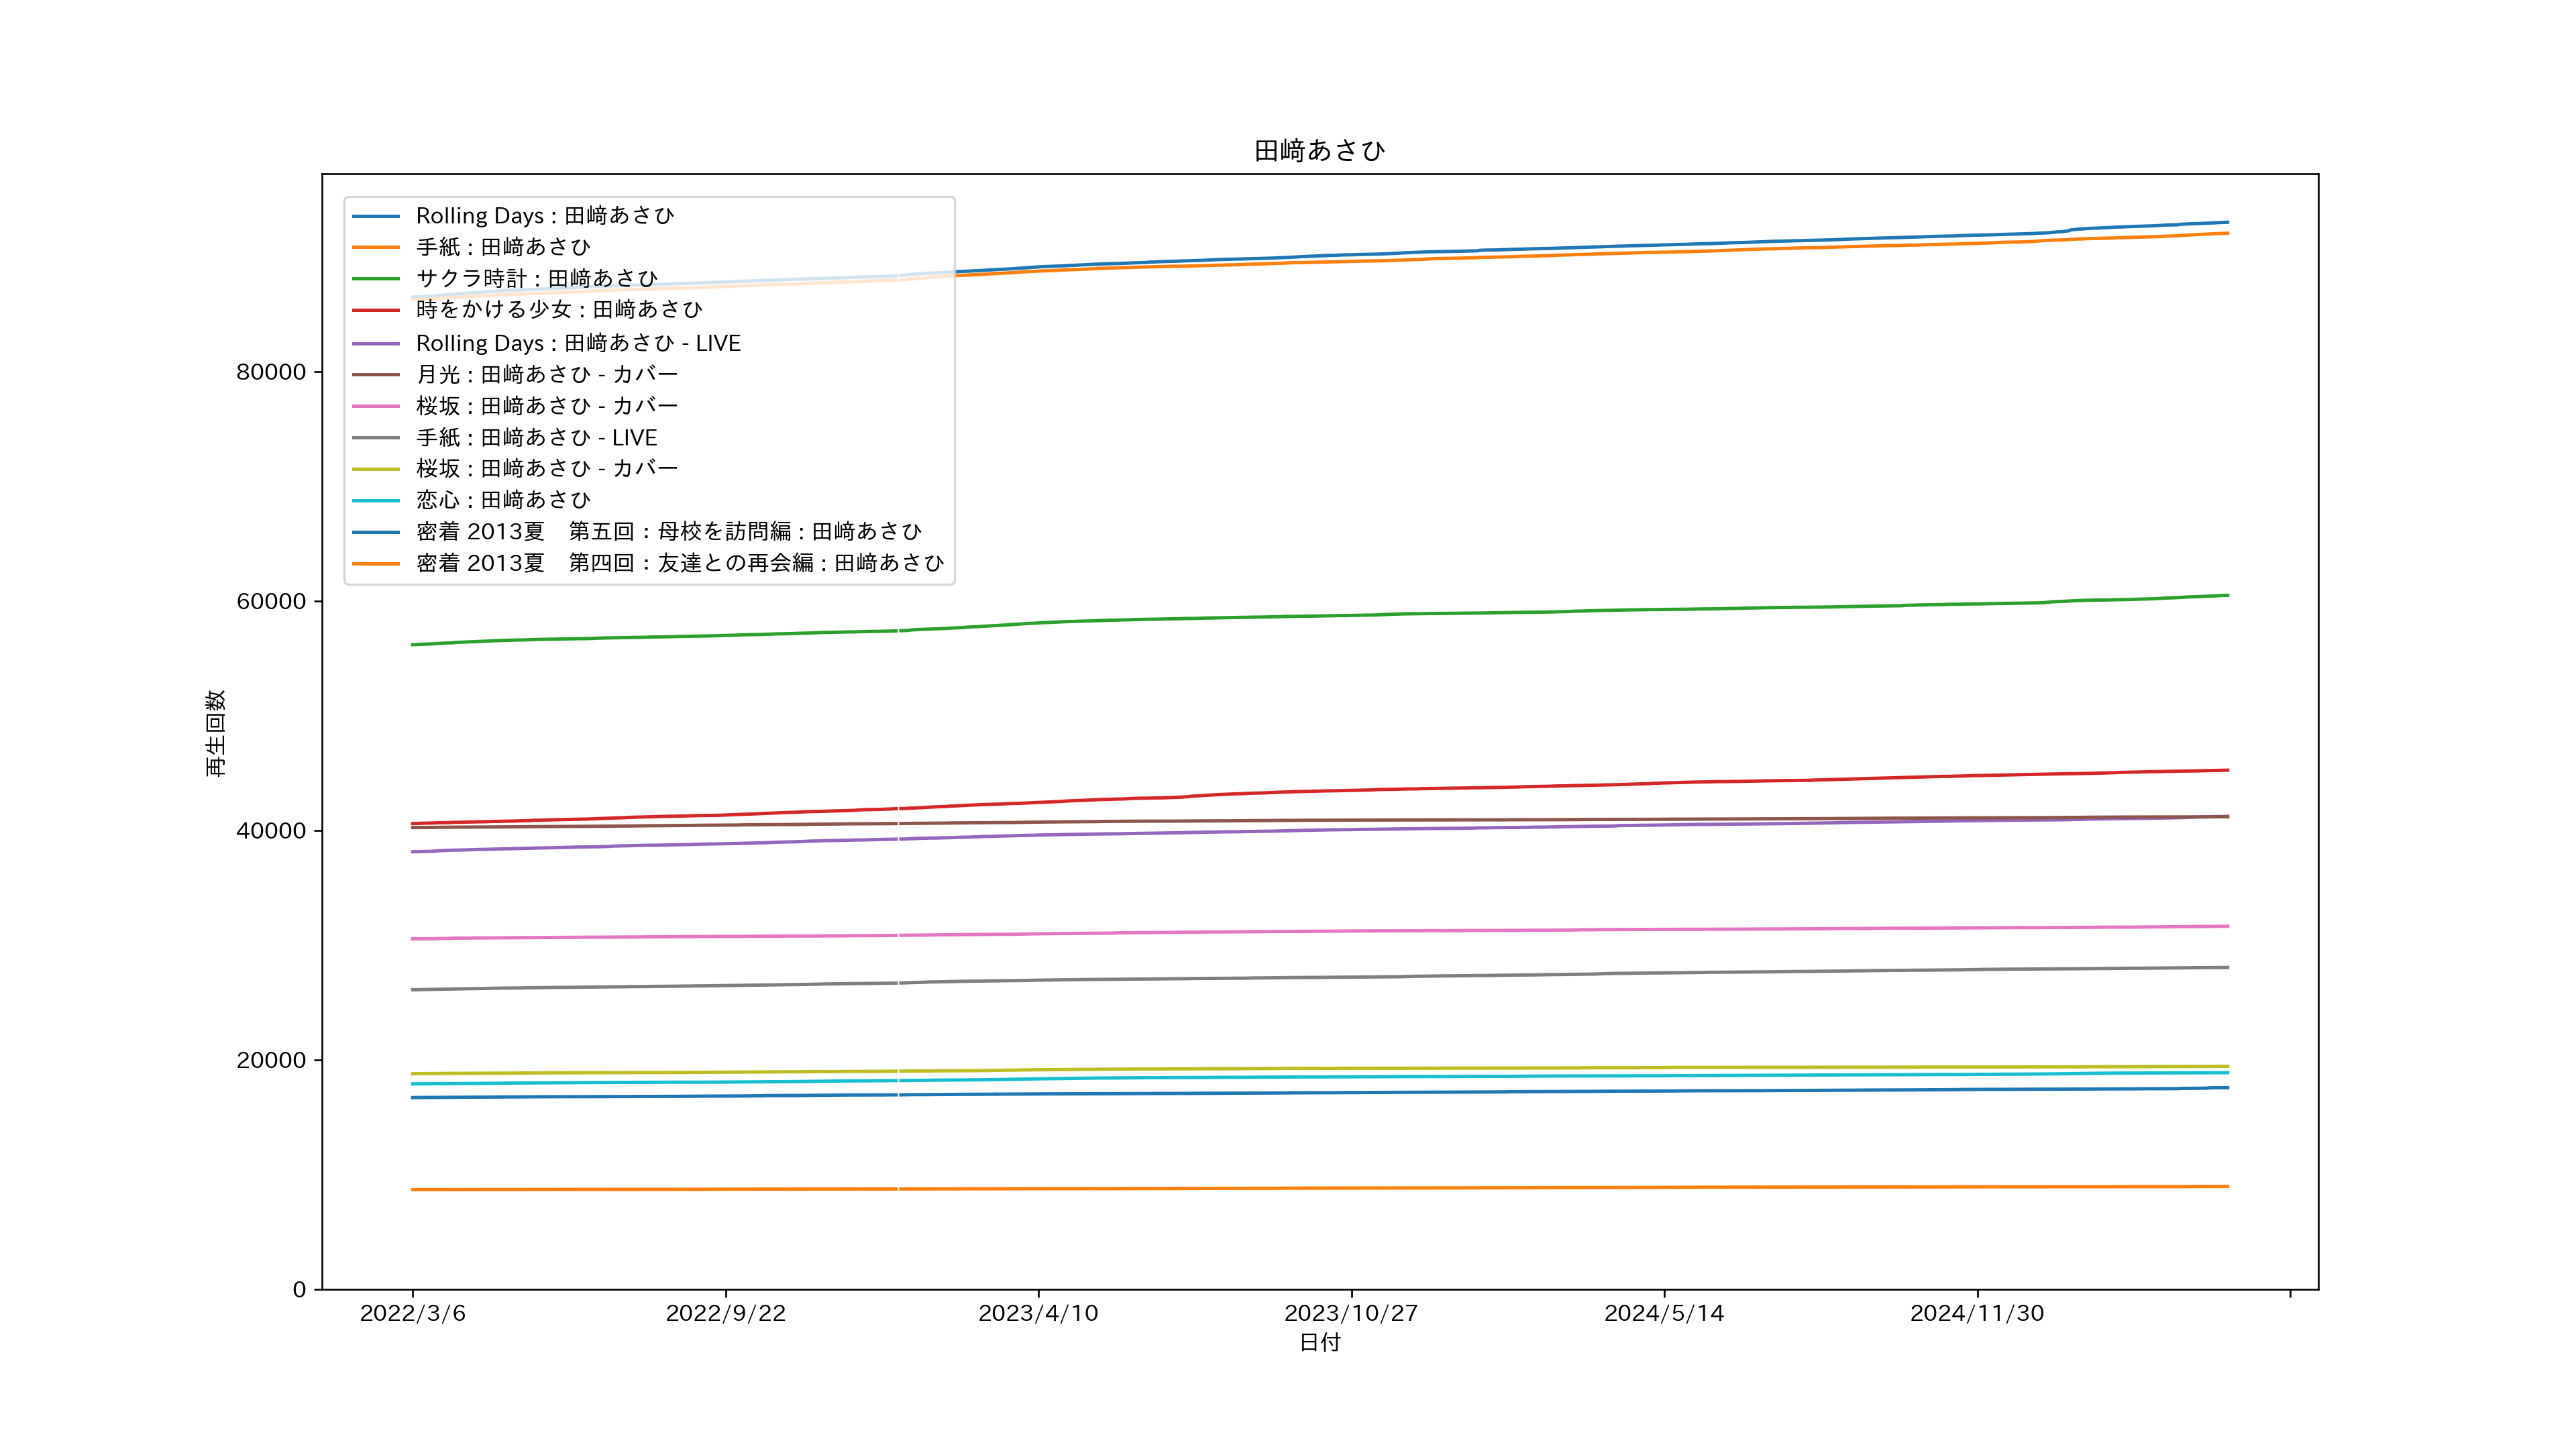 田﨑あさひ
Rolling Days : 田﨑あさひ
手紙 : 田﨑あさひ
サクラ時計 : 田﨑あさひ
時をかける少女 : 田﨑あさひ
Rolling Days : 田﨑あさひ - LIVE
月光 : 田﨑あさひ - カバー
桜坂 : 田﨑あさひ - カバー
手紙 : 田﨑あさひ - LIVE
桜坂 : 田﨑あさひ - カバー
恋心 : 田﨑あさひ
密着 2013夏　第五回：母校を訪問編 : 田﨑あさひ
密着 2013夏　第四回：友達との再会編 : 田﨑あさひ
80000
60000
40000
20000
0
再生回数
2022/3/6
2022/9/22
2023/4/10
2023/10/27
2024/5/14
2024/11/30
日付